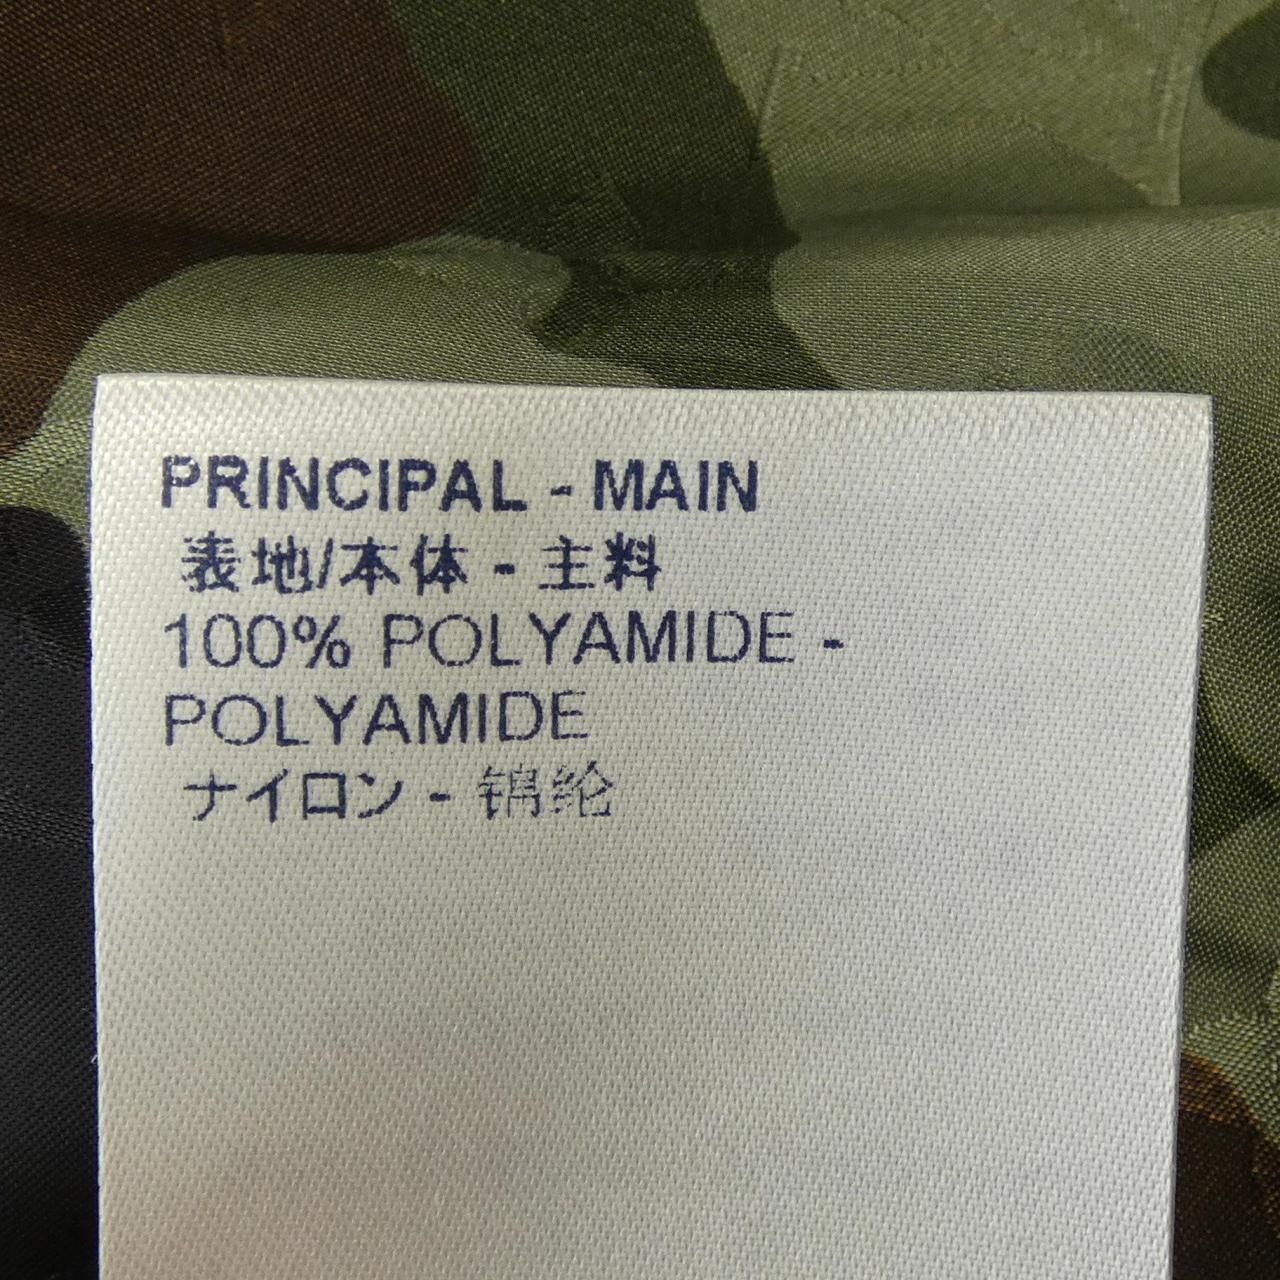 PRINCIPAL - MAIN
表地/本体 - 主料
100% POLYAMIDE -
POLYAMIDE
ナイロン - 锦纶